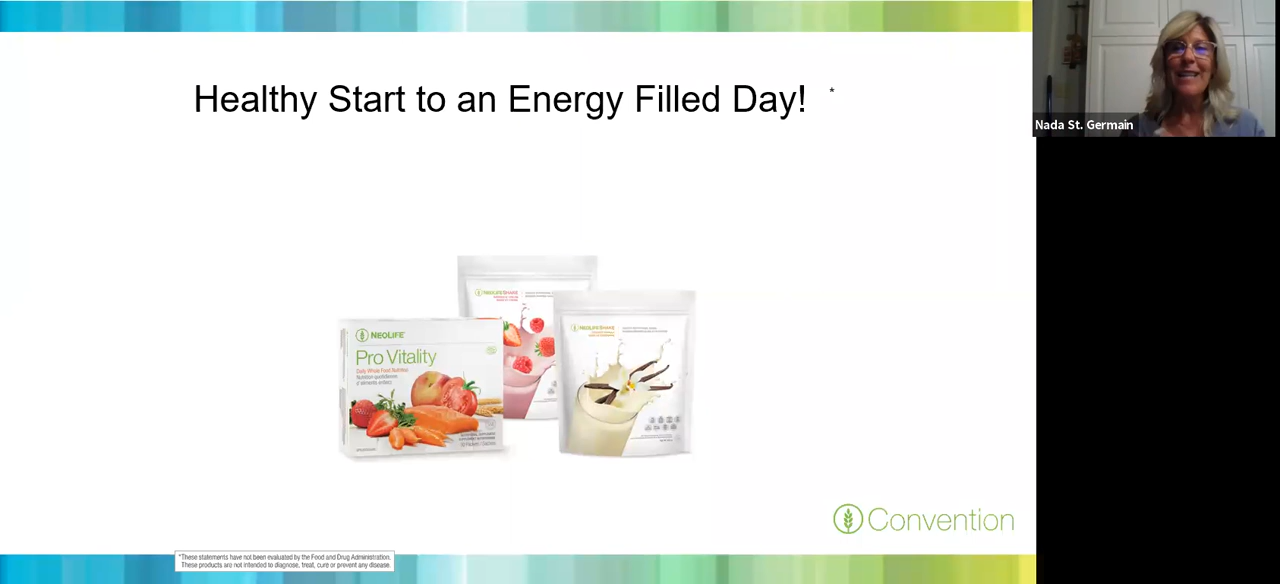 Healthy Start to an Energy Filled Day! *
Nada St. Germain
NEOLIFE
Pro Vitality
Daily Whole Food Nutrition
Nutrition quotidienne
d'aliments entiers
NEOLIFESHAKE
NEOLIFESHAKE
Convention
*These statements have not been evaluated by the Food and Drug Administration.
These products are not intended to diagnose, treat, cure or prevent any disease.